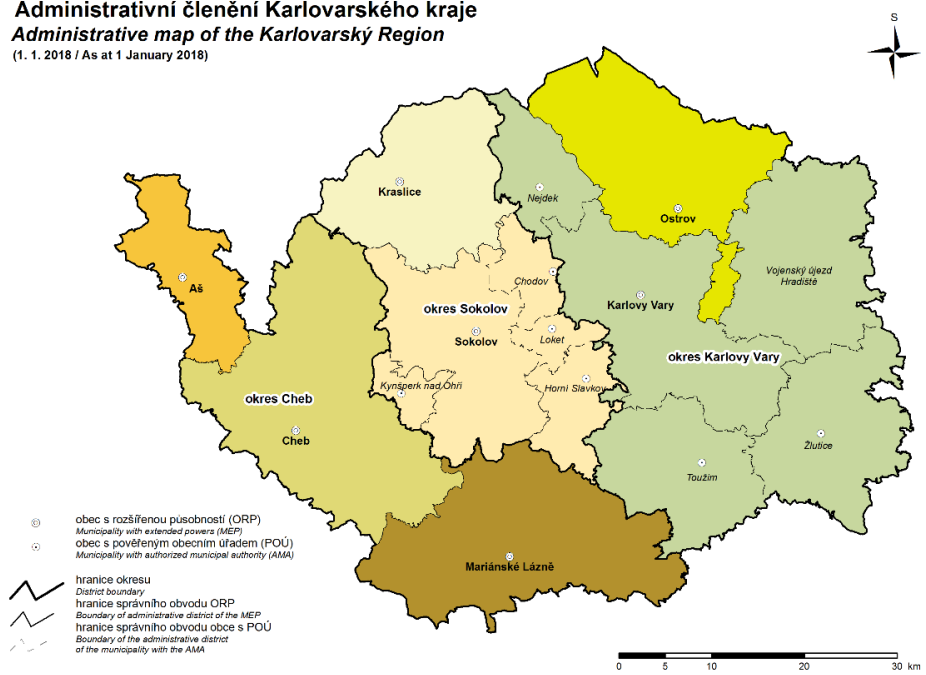 Administrativní členění Karlovarského kraje
Administrative map of the Karlovarský Region
(1. 1. 2018 / As at 1 January 2018)
S
Kraslice
Nejdek
Ostrov
Aš
Vojenský újezd
Hradiště
Chodov
Karlovy Vary
okres Sokolov
Sokolov
Loket
okres Karlovy Vary
Kynšperk nad Ohří
Horní Slavkov
okres Cheb
Cheb
Žlutice
Toužim
Mariánské Lázně
obec s rozšířenou působností (ORP)
Municipality with extended powers (MEP)
obec s pověřeným obecním úřadem (POÚ)
Municipality with authorized municipal authority (AMA)
hranice okresu
District boundary
hranice správního obvodu ORP
Boundary of administrative district of the MEP
hranice správního obvodu obce s POÚ
Boundary of the administrative district
of the municipality with the AMA
0 5 10 20 30 km